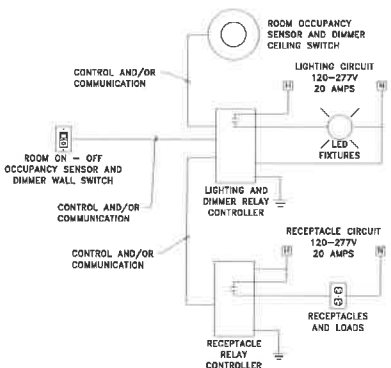 ROOM OCCUPANCY
SENSOR AND DIMMER
CEILING SWITCH
LIGHTING CIRCUIT
120-277V
20 AMPS
CONTROL AND/OR
COMMUNICATION
H
N
LED
FIXTURES
ROOM ON - OFF
OCCUPANCY SENSOR AND
DIMMER WALL SWITCH
LIGHTING AND
DIMMER RELAY
CONTROLLER
CONTROL AND/OR
COMMUNICATION
CONTROL AND/OR
COMMUNICATION
RECEPTACLE CIRCUIT
120-277V
20 AMPS
H
N
RECEPTACLES
AND LOADS
RECEPTACLE
RELAY
CONTROLLER